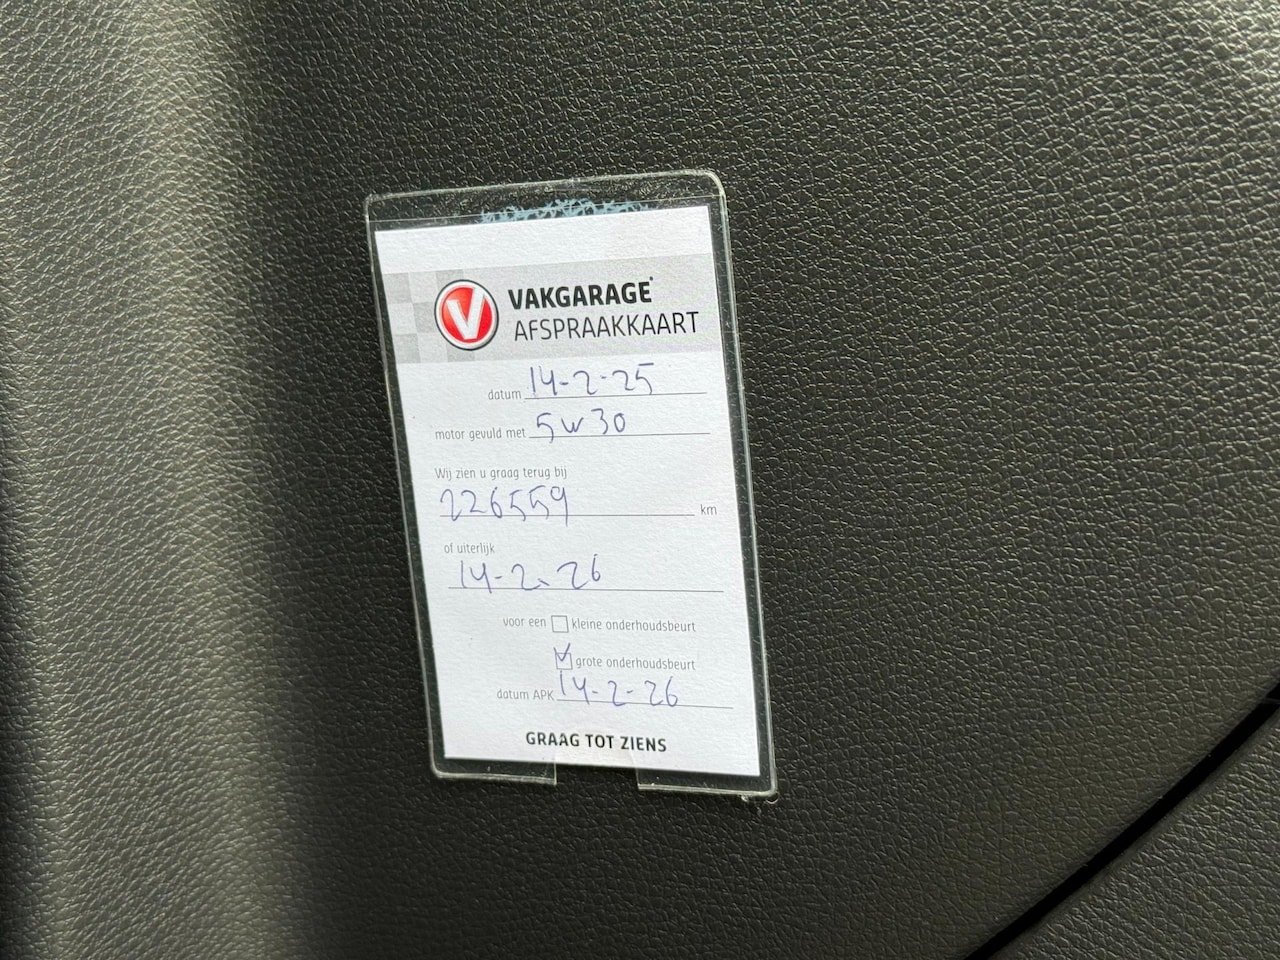 V VAKGARAGE®
AFSPRAAKKAART
datum 14-2-25
motor gevuld met 5w30
Wij zien u graag terug bij
226559 km
of uiterlijk
14-2-26
voor een kleine onderhoudsbeurt
grote onderhoudsbeurt
datum APK 14-2-26
GRAAG TOT ZIENS